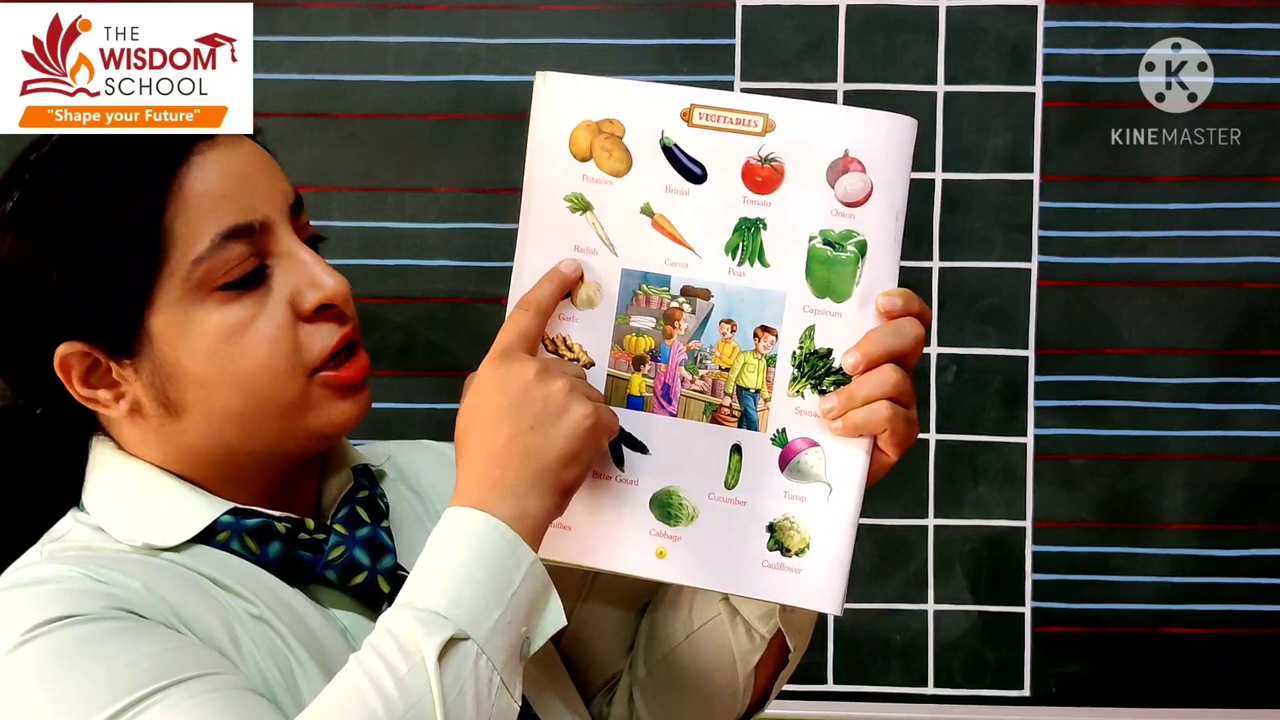 THE
WISDOM
SCHOOL
"Shape your Future"
K
KINEMASTER
VEGETABLES
Potatoes
Brinjal
Tomato
Onion
Radish
Carrot
Peas
Capsicum
Garlic
Bitter Gourd
Cucumber
Turnip
Cabbage
Cauliflower
8